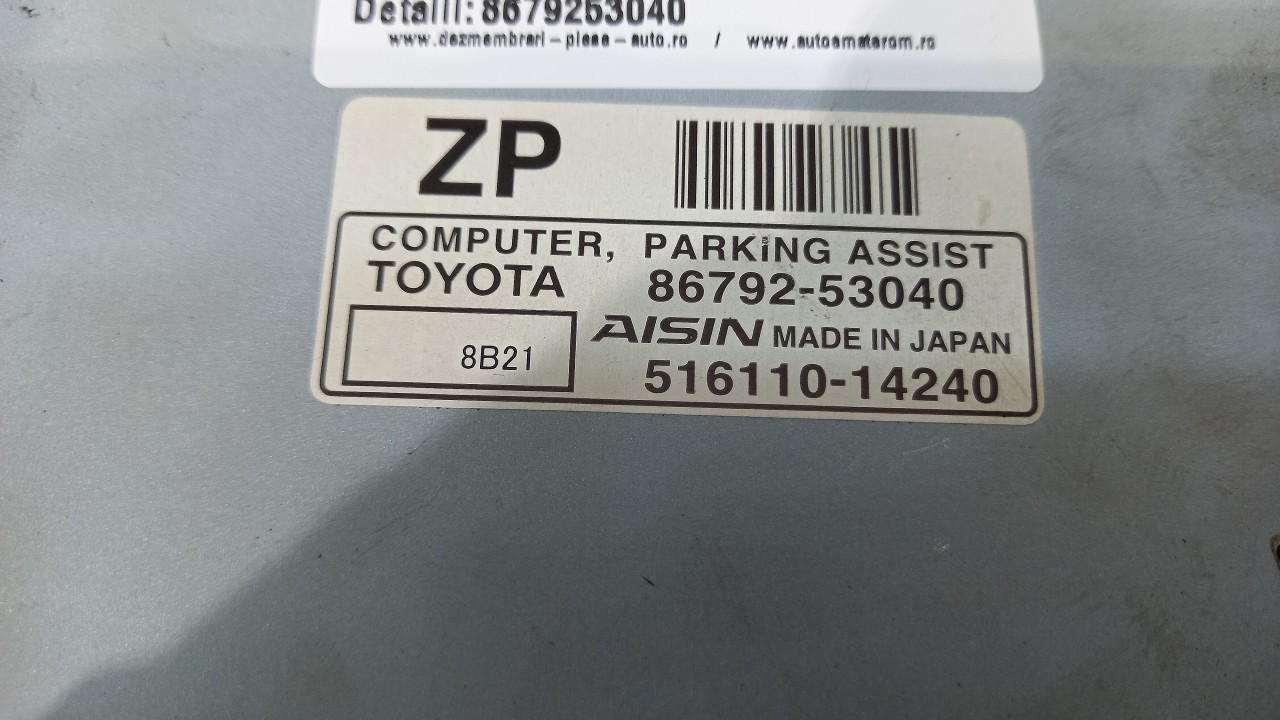 Detalii: 8679253040
www.dezmembrari-piese-auto.ro / www.autoamatarom.ro
ZP
COMPUTER, PARKING ASSIST
TOYOTA 86792-53040
AISIN MADE IN JAPAN
8B21
516110-14240